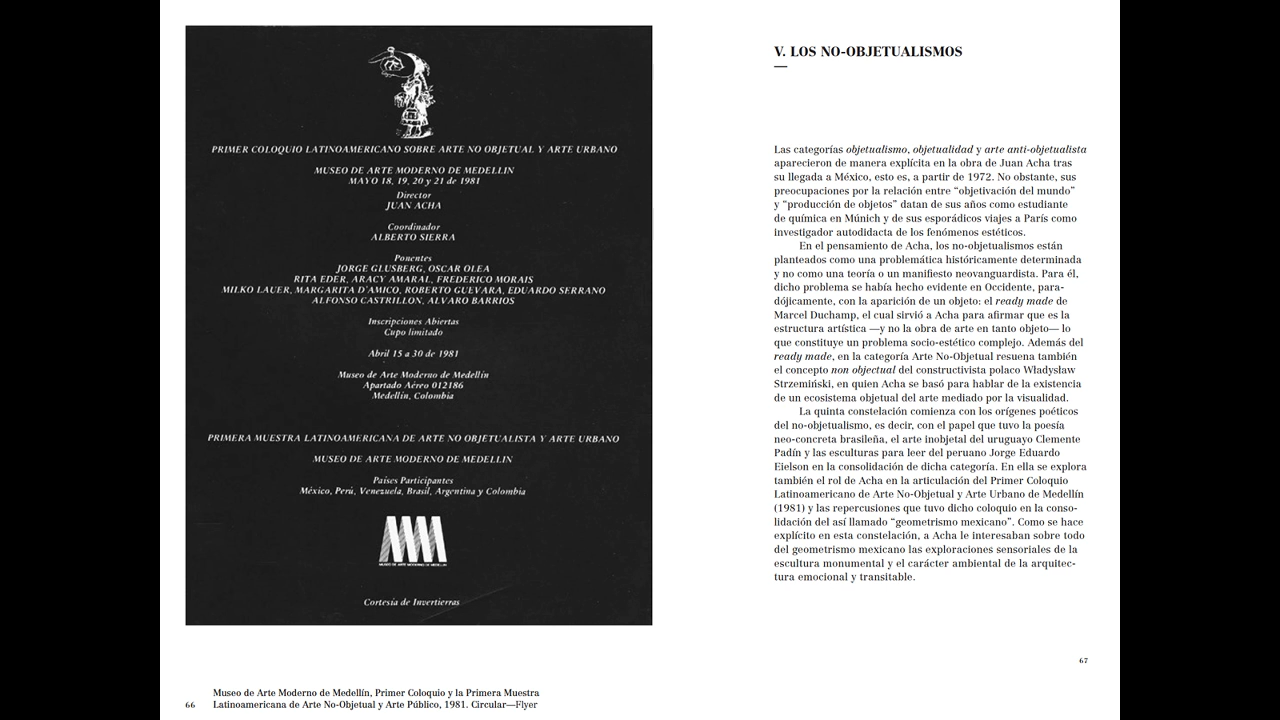 PRIMER COLOQUIO LATINOAMERICANO SOBRE ARTE NO OBJETUAL Y ARTE URBANO
MUSEO DE ARTE MODERNO DE MEDELLIN
MAYO 18, 19, 20 y 21 de 1981
Director
JUAN ACHA
Coordinador
ALBERTO SIERRA
Ponentes
JORGE GLUSBERG, OSCAR OLEA
RITA EDER, ARACY AMARAL, FREDERICO MORAIS
MILKO LAUER, MARGARITA D'AMICO, ROBERTO GUEVARA, EDUARDO SERRANO
ALFONSO CASTRILLON, ALVARO BARRIOS
Inscripciones Abiertas
Cupo limitado
Abril 15 a 30 de 1981
Museo de Arte Moderno de Medellín
Apartado Aéreo 012186
Medellín, Colombia
PRIMERA MUESTRA LATINOAMERICANA DE ARTE NO OBJETUALISTA Y ARTE URBANO
MUSEO DE ARTE MODERNO DE MEDELLIN
Países Participantes
México, Perú, Venezuela, Brasil, Argentina y Colombia
MUSEO DE ARTE MODERNO DE MEDELLIN
Cortesía de Invertierras
66
Museo de Arte Moderno de Medellín, Primer Coloquio y la Primera Muestra
Latinoamericana de Arte No-Objetual y Arte Público, 1981. Circular—Flyer
V. LOS NO-OBJETUALISMOS
—
Las categorías objetualismo, objetualidad y arte anti-objetualista
aparecieron de manera explícita en la obra de Juan Acha tras
su llegada a México, esto es, a partir de 1972. No obstante, sus
preocupaciones por la relación entre “objetivación del mundo”
y “producción de objetos” datan de sus años como estudiante
de química en Múnich y de sus esporádicos viajes a París como
investigador autodidacta de los fenómenos estéticos.
En el pensamiento de Acha, los no-objetualismos están
planteados como una problemática históricamente determinada
y no como una teoría o un manifiesto neovanguardista. Para él,
dicho problema se había hecho evidente en Occidente, para-
dójicamente, con la aparición de un objeto: el ready made de
Marcel Duchamp, el cual sirvió a Acha para afirmar que es la
estructura artística —y no la obra de arte en tanto objeto— lo
que constituye un problema socio-estético complejo. Además del
ready made, en la categoría Arte No-Objetual resuena también
el concepto non objectual del constructivista polaco Władysław
Strzemiński, en quien Acha se basó para hablar de la existencia
de un ecosistema objetual del arte mediado por la visualidad.
La quinta constelación comienza con los orígenes poéticos
del no-objetualismo, es decir, con el papel que tuvo la poesía
neo-concreta brasileña, el arte inobjetal del uruguayo Clemente
Padín y las esculturas para leer del peruano Jorge Eduardo
Eielson en la consolidación de dicha categoría. En ella se explora
también el rol de Acha en la articulación del Primer Coloquio
Latinoamericano de Arte No-Objetual y Arte Urbano de Medellín
(1981) y las repercusiones que tuvo dicho coloquio en la conso-
lidación del así llamado “geometrismo mexicano”. Como se hace
explícito en esta constelación, a Acha le interesaban sobre todo
del geometrismo mexicano las exploraciones sensoriales de la
escultura monumental y el carácter ambiental de la arquitec-
tura emocional y transitable.
67